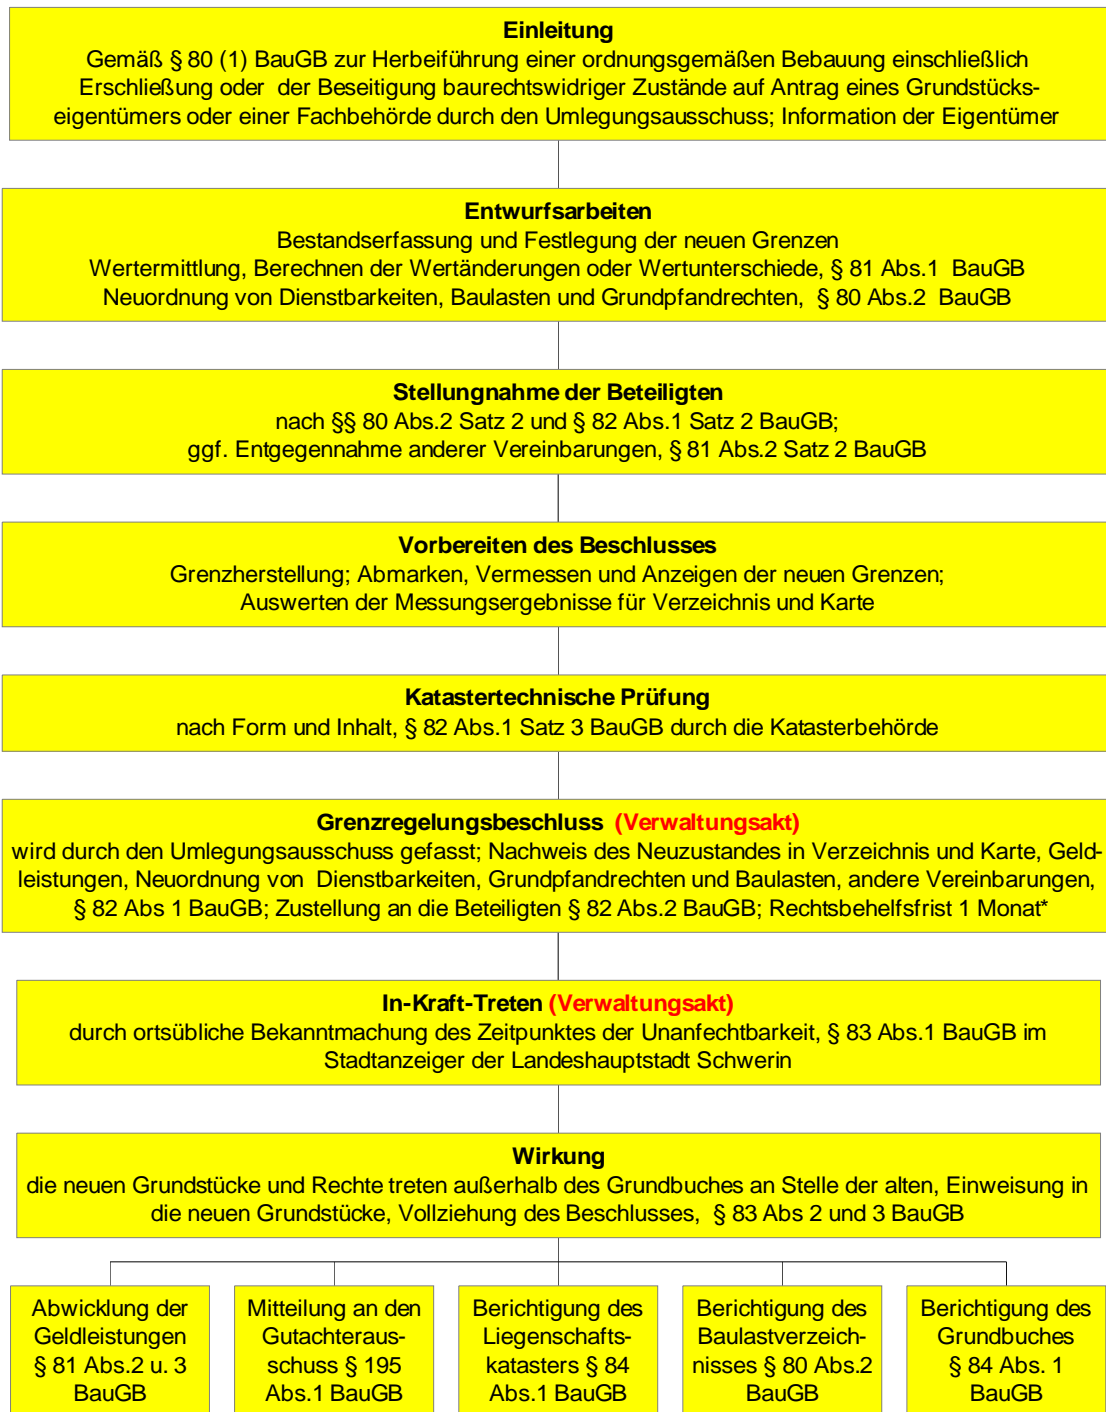 Einleitung
Gemäß § 80 (1) BauGB zur Herbeiführung einer ordnungsgemäßen Bebauung einschließlich
Erschließung oder der Beseitigung baurechtswidriger Zustände auf Antrag eines Grundstücks-
eigentümers oder einer Fachbehörde durch den Umlegungsausschuss; Information der Eigentümer
Entwurfsarbeiten
Bestandserfassung und Festlegung der neuen Grenzen
Wertermittlung, Berechnen der Wertänderungen oder Wertunterschiede, § 81 Abs.1 BauGB
Neuordnung von Dienstbarkeiten, Baulasten und Grundpfandrechten, § 80 Abs.2 BauGB
Stellungnahme der Beteiligten
nach §§ 80 Abs.2 Satz 2 und § 82 Abs.1 Satz 2 BauGB;
ggf. Entgegennahme anderer Vereinbarungen, § 81 Abs.2 Satz 2 BauGB
Vorbereiten des Beschlusses
Grenzherstellung; Abmarken, Vermessen und Anzeigen der neuen Grenzen;
Auswerten der Messungsergebnisse für Verzeichnis und Karte
Katastertechnische Prüfung
nach Form und Inhalt, § 82 Abs.1 Satz 3 BauGB durch die Katasterbehörde
Grenzregelungsbeschluss (Verwaltungsakt)
wird durch den Umlegungsausschuss gefasst; Nachweis des Neuzustandes in Verzeichnis und Karte, Geld-
leistungen, Neuordnung von Dienstbarkeiten, Grundpfandrechten und Baulasten, andere Vereinbarungen,
§ 82 Abs 1 BauGB; Zustellung an die Beteiligten § 82 Abs.2 BauGB; Rechtsbehelfsfrist 1 Monat*
In-Kraft-Treten (Verwaltungsakt)
durch ortsübliche Bekanntmachung des Zeitpunktes der Unanfechtbarkeit, § 83 Abs.1 BauGB im
Stadtanzeiger der Landeshauptstadt Schwerin
Wirkung
die neuen Grundstücke und Rechte treten außerhalb des Grundbuches an Stelle der alten, Einweisung in
die neuen Grundstücke, Vollziehung des Beschlusses, § 83 Abs 2 und 3 BauGB
Abwicklung der
Geldleistungen
§ 81 Abs.2 u. 3
BauGB
Mitteilung an den
Gutachteraus-
schuss § 195
Abs.1 BauGB
Berichtigung des
Liegenschafts-
katasters § 84
Abs.1 BauGB
Berichtigung des
Baulastverzeich-
nisses § 80 Abs.2
BauGB
Berichtigung des
Grundbuches
§ 84 Abs. 1
BauGB